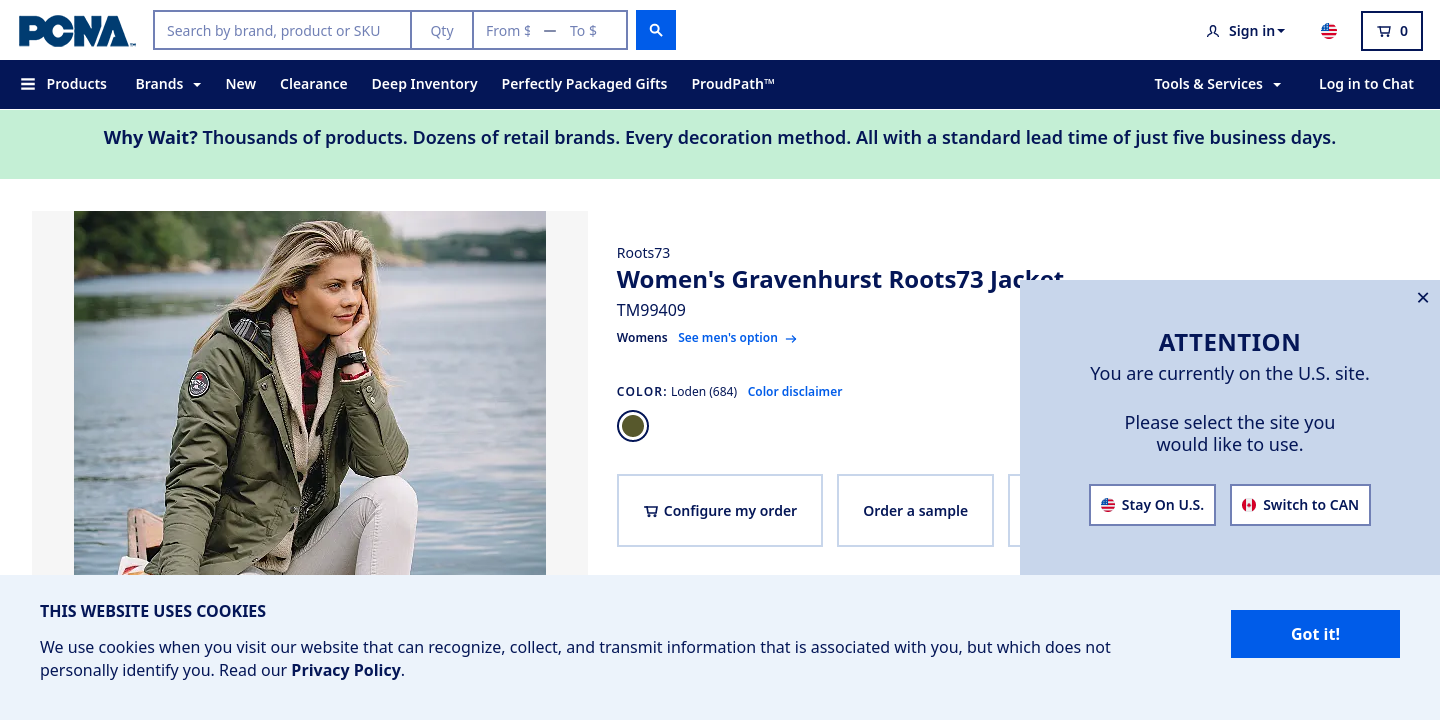 PCNA™
Search by brand, product or SKU
Qty
From $
To $
Sign in
0
Products
Brands
New
Clearance
Deep Inventory
Perfectly Packaged Gifts
ProudPath™
Tools & Services
Log in to Chat
Why Wait? Thousands of products. Dozens of retail brands. Every decoration method. All with a standard lead time of just five business days.
Roots73
Women's Gravenhurst Roots73 Jacket
TM99409
Womens See men's option →
COLOR: Loden (684) Color disclaimer
Configure my order
Order a sample
ATTENTION
You are currently on the U.S. site.
Please select the site you
would like to use.
Stay On U.S.
Switch to CAN
THIS WEBSITE USES COOKIES
We use cookies when you visit our website that can recognize, collect, and transmit information that is associated with you, but which does not
personally identify you. Read our Privacy Policy.
Got it!